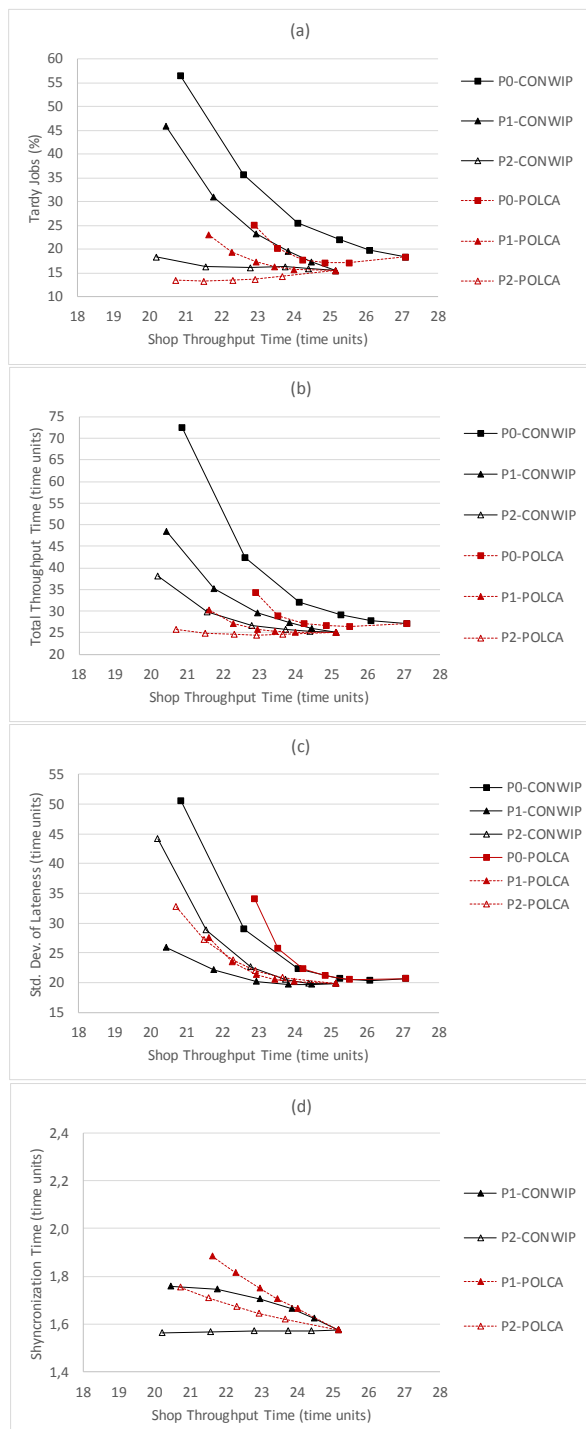 (a)
Tardy Jobs (%)
60
55
50
45
40
35
30
25
20
15
10
18 19 20 21 22 23 24 25 26 27 28
Shop Throughput Time (time units)
P0-CONWIP
P1-CONWIP
P2-CONWIP
P0-POLCA
P1-POLCA
P2-POLCA
(b)
Total Throughput Time (time units)
75
70
65
60
55
50
45
40
35
30
25
20
18 19 20 21 22 23 24 25 26 27 28
Shop Throughput Time (time units)
P0-CONWIP
P1-CONWIP
P2-CONWIP
P0-POLCA
P1-POLCA
P2-POLCA
(c)
Std. Dev. of Lateness (time units)
55
50
45
40
35
30
25
20
15
18 19 20 21 22 23 24 25 26 27 28
Shop Throughput Time (time units)
P0-CONWIP
P1-CONWIP
P2-CONWIP
P0-POLCA
P1-POLCA
P2-POLCA
(d)
Shyncronization Time (time units)
2,4
2,2
2,0
1,8
1,6
1,4
18 19 20 21 22 23 24 25 26 27 28
Shop Throughput Time (time units)
P1-CONWIP
P2-CONWIP
P1-POLCA
P2-POLCA